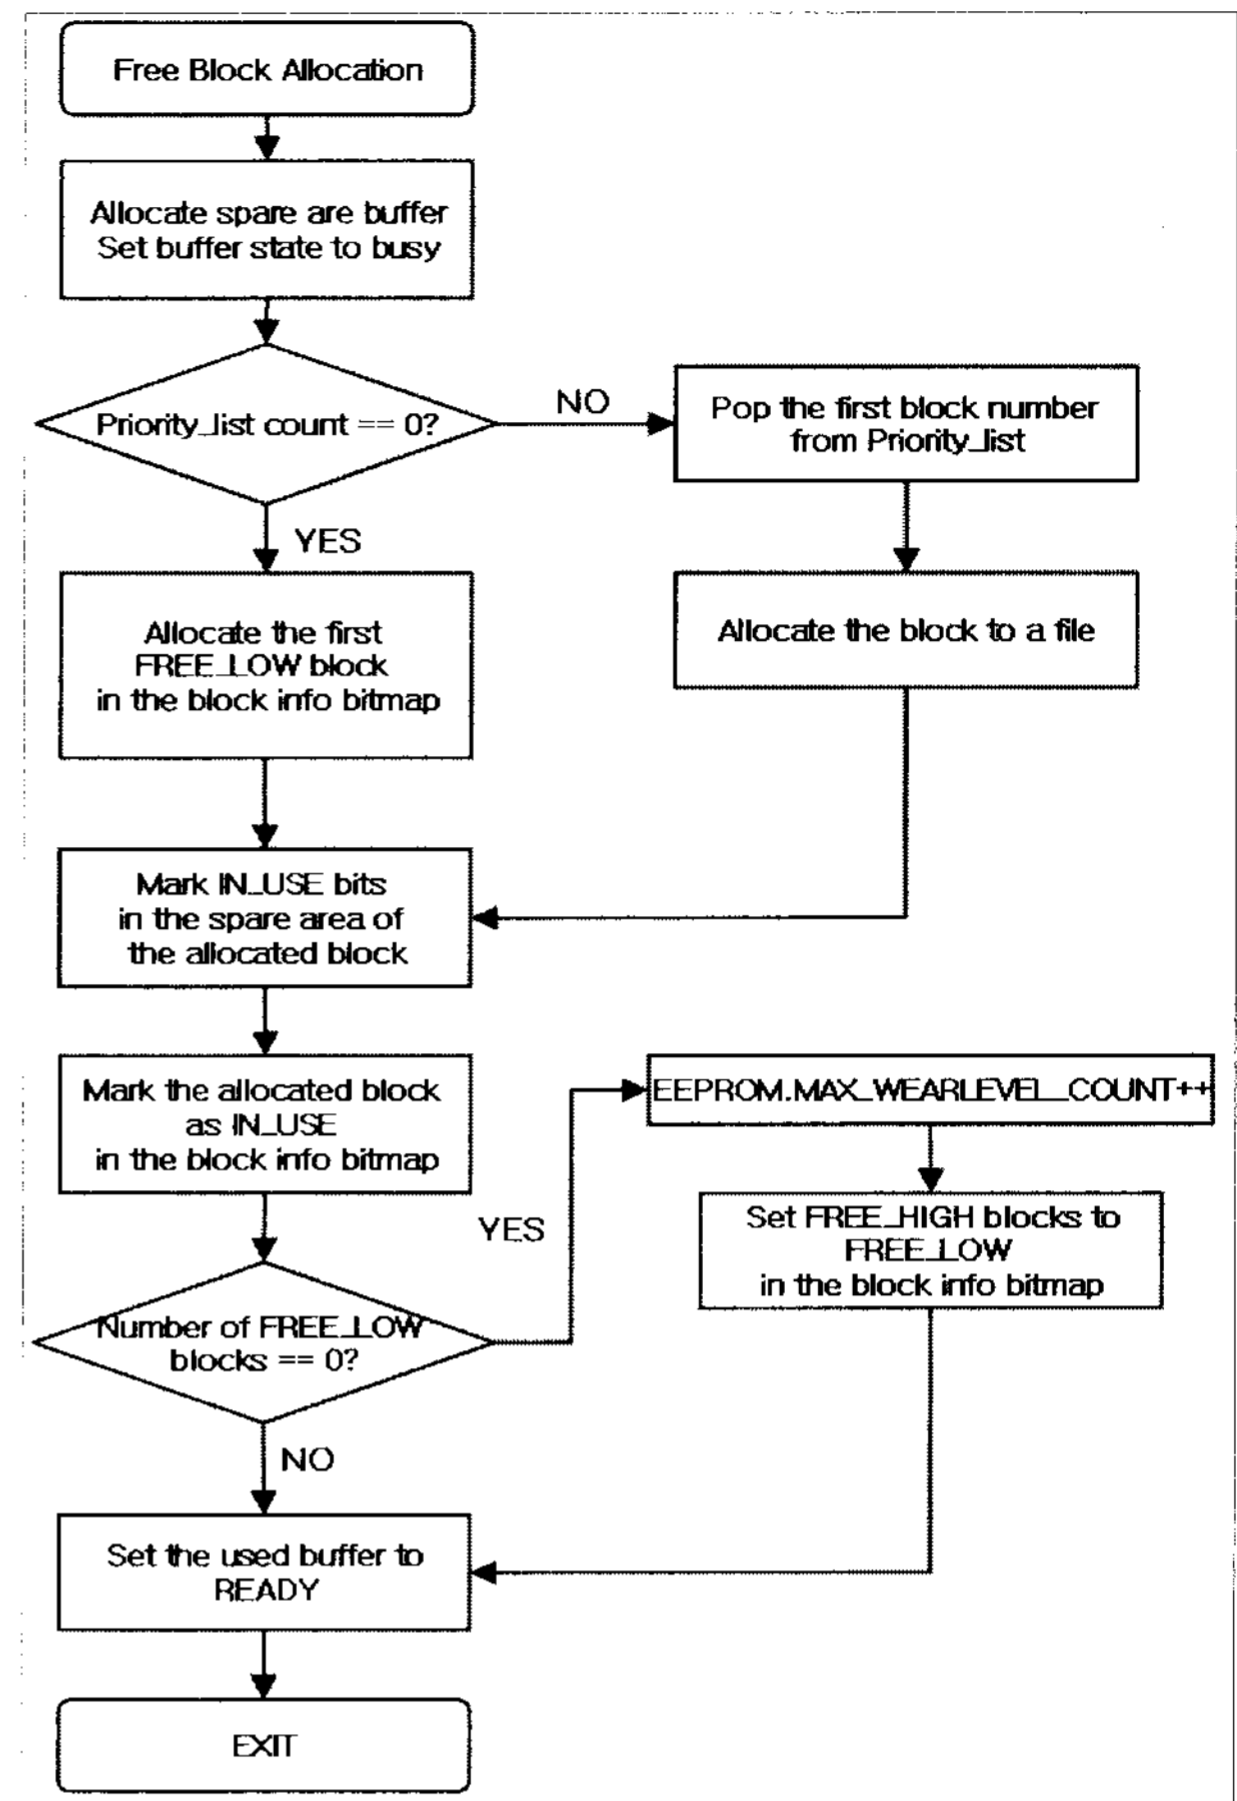 Free Block Allocation
Allocate spare are buffer
Set buffer state to busy
Priority_list count == 0?
NO
Pop the first block number
from Priority_list
YES
Allocate the first
FREE_LOW block
in the block info bitmap
Allocate the block to a file
Mark IN_USE bits
in the spare area of
the allocated block
Mark the allocated block
as IN_USE
in the block info bitmap
EEPROM.MAX_WEARLEVEL_COUNT++
YES
Set FREE_HIGH blocks to
FREE_LOW
in the block info bitmap
Number of FREE_LOW
blocks == 0?
NO
Set the used buffer to
READY
EXIT